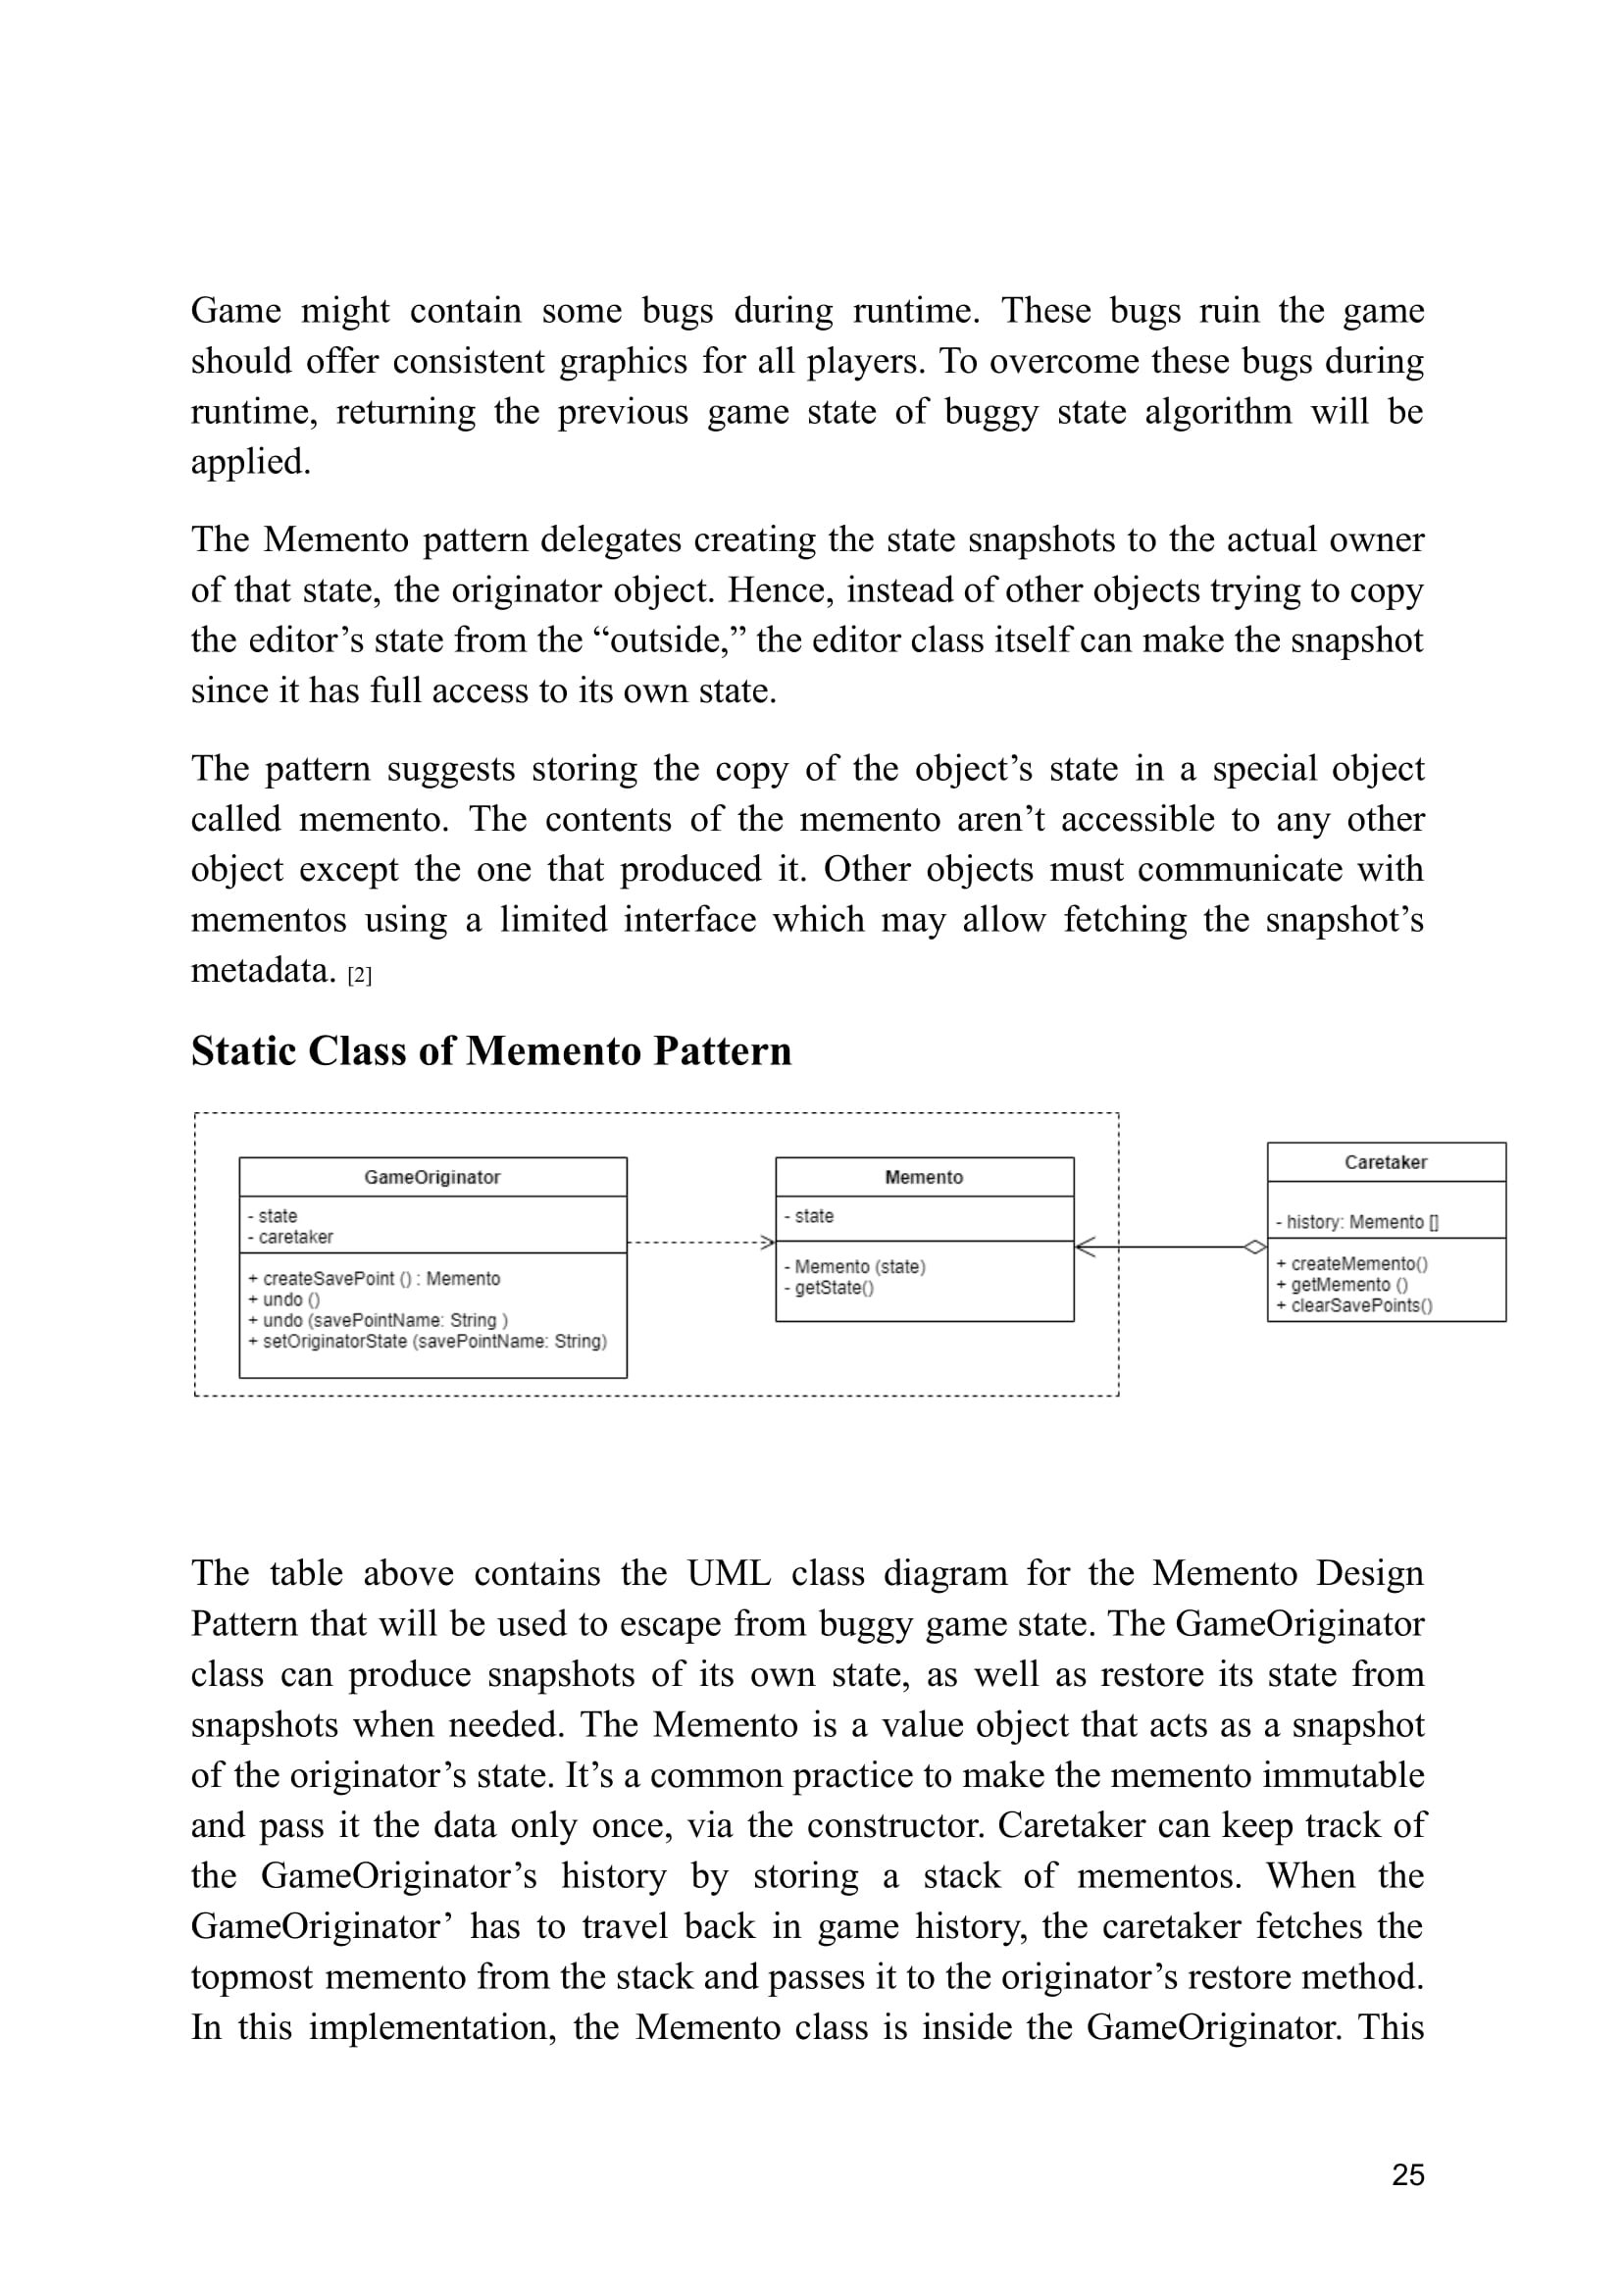 Game might contain some bugs during runtime. These bugs ruin the game
should offer consistent graphics for all players. To overcome these bugs during
runtime, returning the previous game state of buggy state algorithm will be
applied.
The Memento pattern delegates creating the state snapshots to the actual owner
of that state, the originator object. Hence, instead of other objects trying to copy
the editor’s state from the “outside,” the editor class itself can make the snapshot
since it has full access to its own state.
The pattern suggests storing the copy of the object’s state in a special object
called memento. The contents of the memento aren’t accessible to any other
object except the one that produced it. Other objects must communicate with
mementos using a limited interface which may allow fetching the snapshot’s
metadata. [2]
Static Class of Memento Pattern
GameOriginator
- state
- caretaker
+ createSavePoint () : Memento
+ undo ()
+ undo (savePointName: String )
+ setOriginatorState (savePointName: String)
Memento
- state
- Memento (state)
- getState()
Caretaker
- history: Memento []
+ createMemento()
+ getMemento ()
+ clearSavePoints()
The table above contains the UML class diagram for the Memento Design
Pattern that will be used to escape from buggy game state. The GameOriginator
class can produce snapshots of its own state, as well as restore its state from
snapshots when needed. The Memento is a value object that acts as a snapshot
of the originator’s state. It’s a common practice to make the memento immutable
and pass it the data only once, via the constructor. Caretaker can keep track of
the GameOriginator’s history by storing a stack of mementos. When the
GameOriginator’ has to travel back in game history, the caretaker fetches the
topmost memento from the stack and passes it to the originator’s restore method.
In this implementation, the Memento class is inside the GameOriginator. This
25